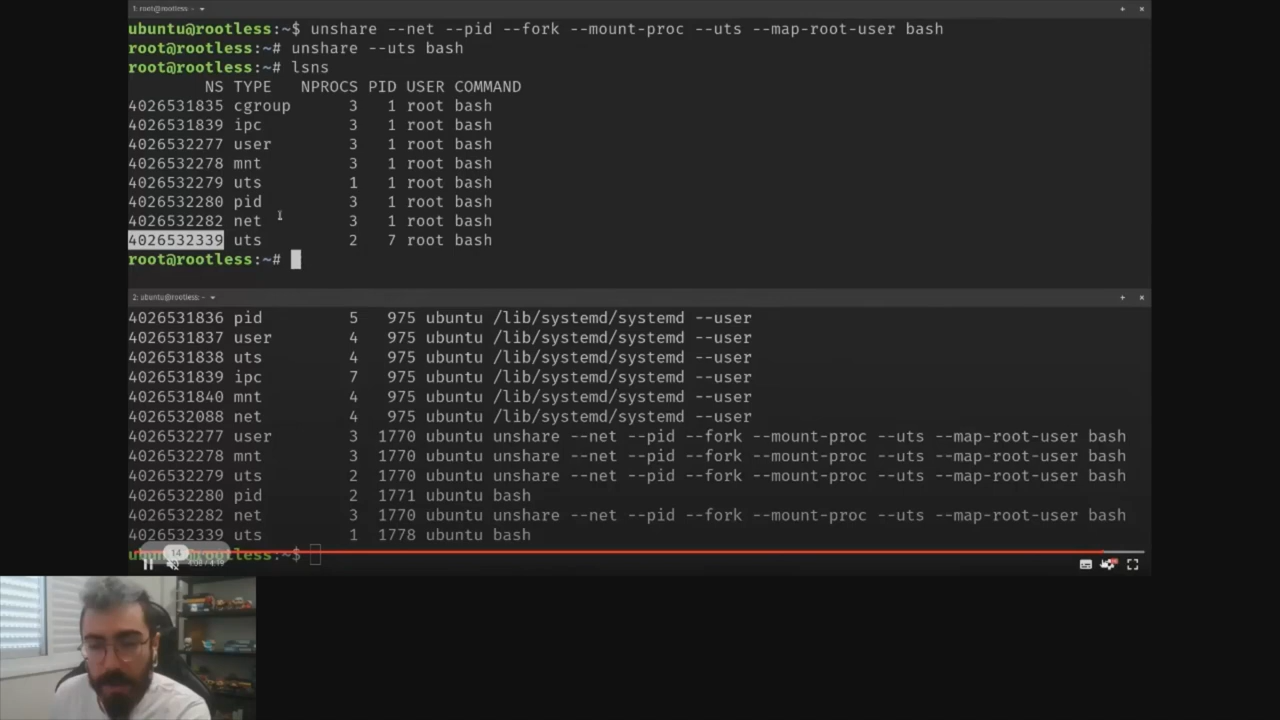 1: root@rootless: ~
ubuntu@rootless:~$ unshare --net --pid --fork --mount-proc --uts --map-root-user bash
root@rootless:~# unshare --uts bash
root@rootless:~# lsns
NS TYPE NPROCS PID USER COMMAND
4026531835 cgroup 3 1 root bash
4026531839 ipc 3 1 root bash
4026532277 user 3 1 root bash
4026532278 mnt 3 1 root bash
4026532279 uts 1 1 root bash
4026532280 pid 3 1 root bash
4026532282 net 3 1 root bash
4026532339 uts 2 7 root bash
root@rootless:~#
2: ubuntu@rootless: ~
4026531836 pid 5 975 ubuntu /lib/systemd/systemd --user
4026531837 user 4 975 ubuntu /lib/systemd/systemd --user
4026531838 uts 4 975 ubuntu /lib/systemd/systemd --user
4026531839 ipc 7 975 ubuntu /lib/systemd/systemd --user
4026531840 mnt 4 975 ubuntu /lib/systemd/systemd --user
4026532088 net 4 975 ubuntu /lib/systemd/systemd --user
4026532277 user 3 1770 ubuntu unshare --net --pid --fork --mount-proc --uts --map-root-user bash
4026532278 mnt 3 1770 ubuntu unshare --net --pid --fork --mount-proc --uts --map-root-user bash
4026532279 uts 2 1770 ubuntu unshare --net --pid --fork --mount-proc --uts --map-root-user bash
4026532280 pid 2 1771 ubuntu bash
4026532282 net 3 1770 ubuntu unshare --net --pid --fork --mount-proc --uts --map-root-user bash
4026532339 uts 1 1778 ubuntu bash
ubuntu@rootless:~$
14